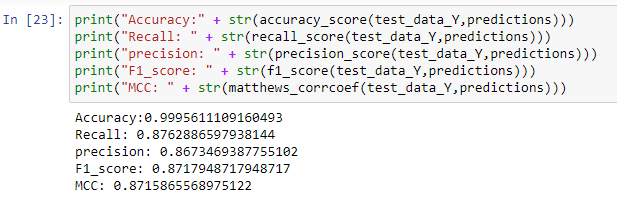 In [23]: print("Accuracy:" + str(accuracy_score(test_data_Y,predictions)))
print("Recall: " + str(recall_score(test_data_Y,predictions)))
print("precision: " + str(precision_score(test_data_Y,predictions)))
print("F1_score: " + str(f1_score(test_data_Y,predictions)))
print("MCC: " + str(matthews_corrcoef(test_data_Y,predictions)))
Accuracy:0.9995611109160493
Recall: 0.8762886597938144
precision: 0.8673469387755102
F1_score: 0.8717948717948717
MCC: 0.8715865568975122